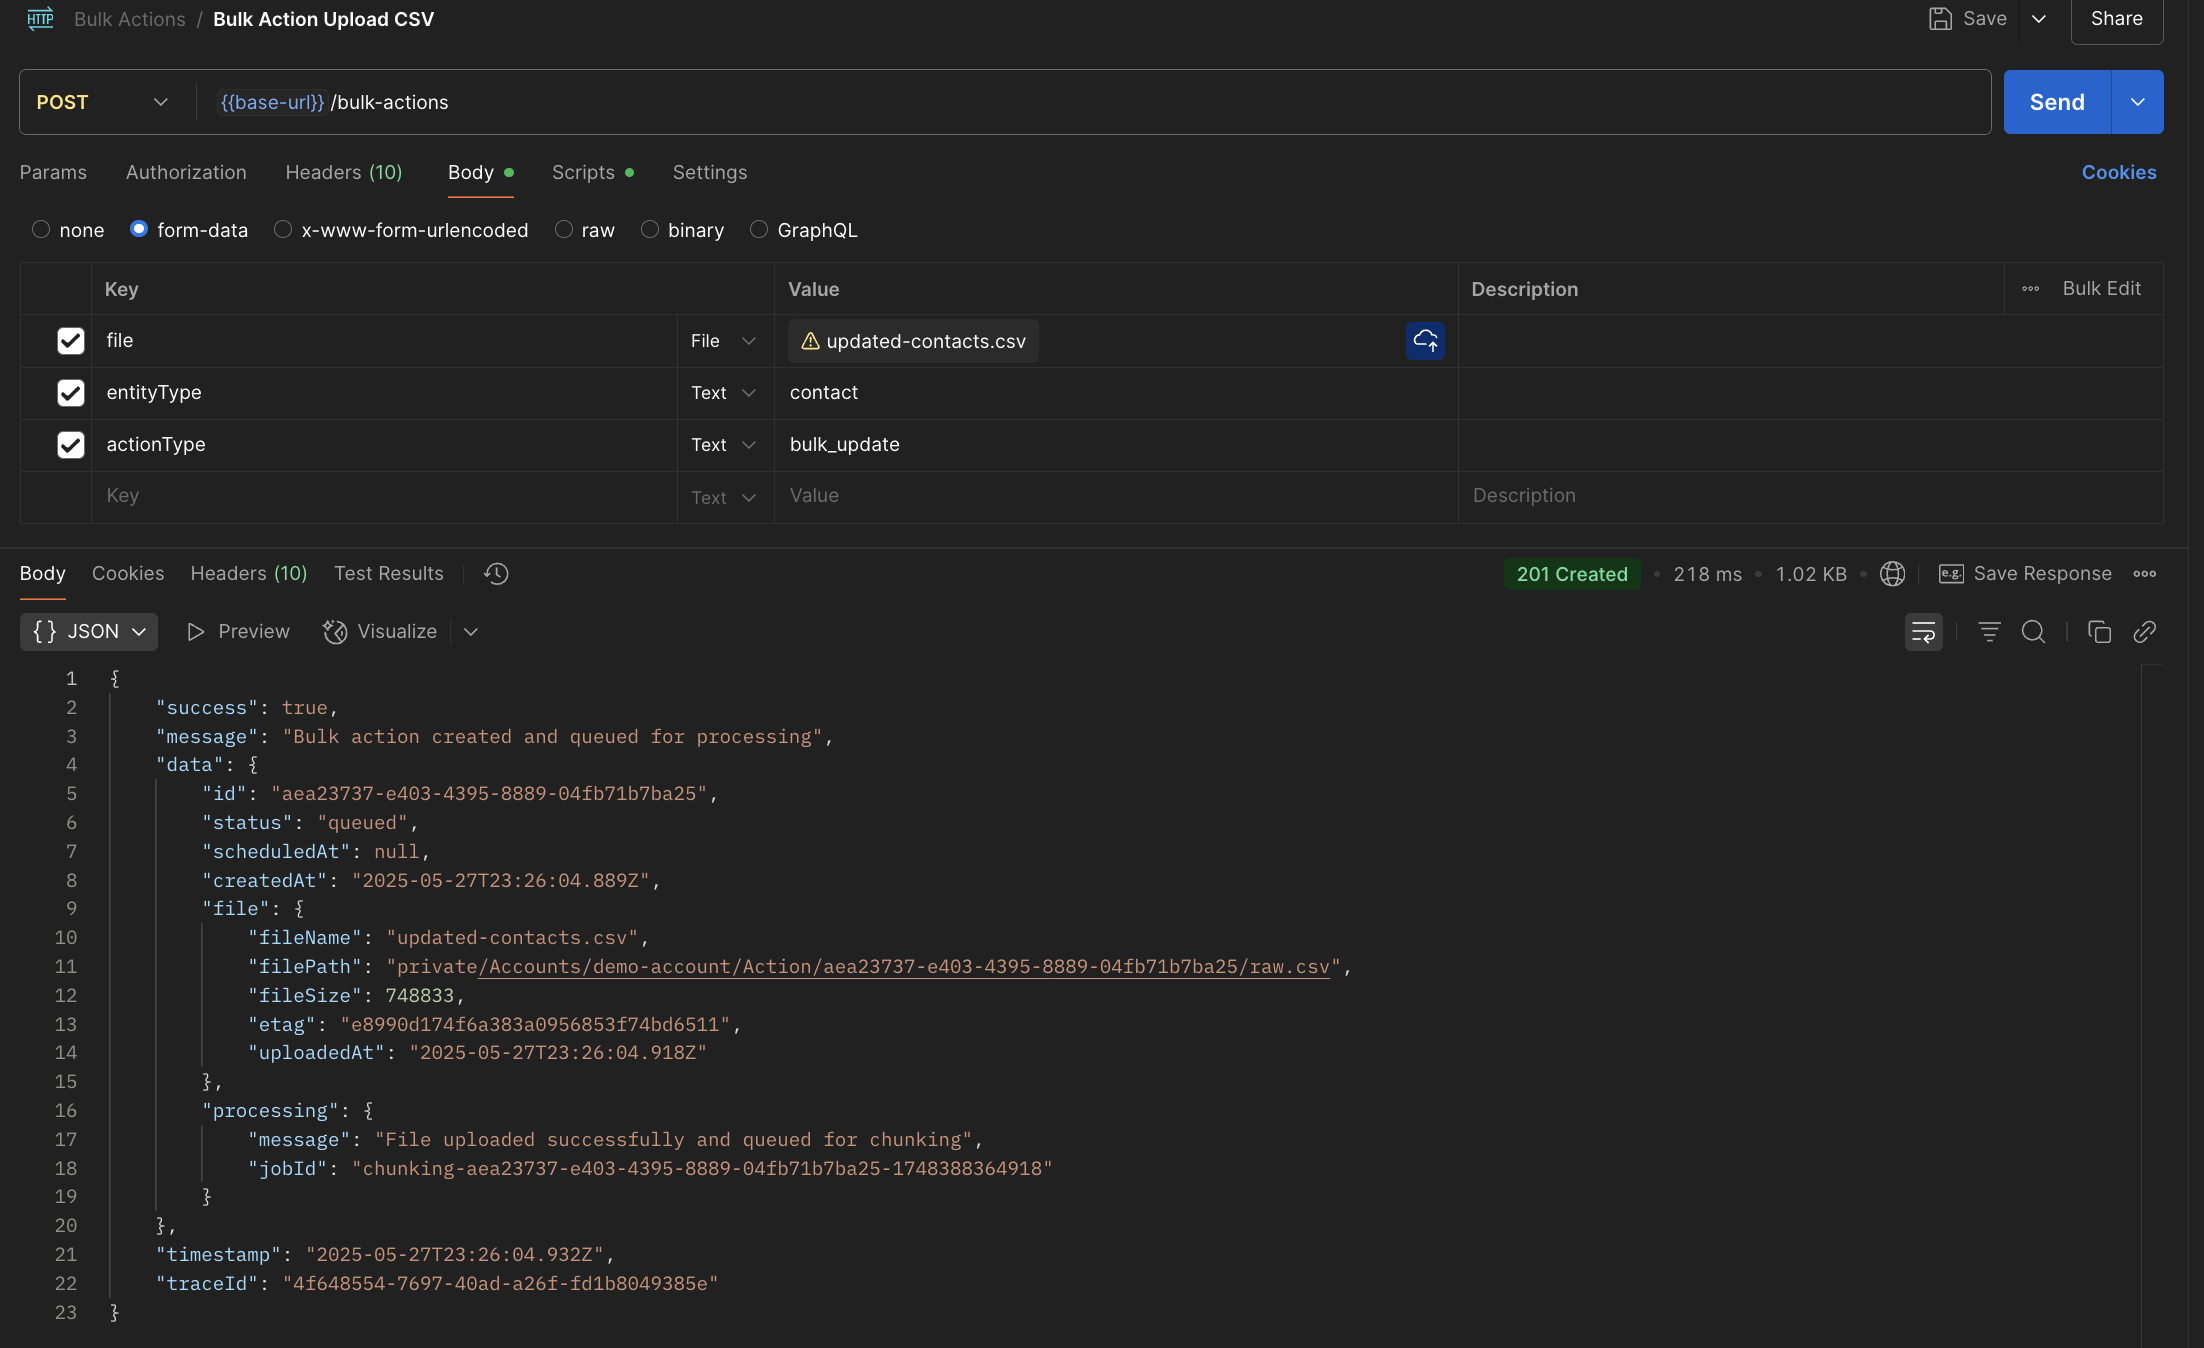 HTTP Bulk Actions / Bulk Action Upload CSV Save Share
POST {{base-url}} /bulk-actions Send
Params Authorization Headers (10) Body Scripts Settings Cookies
none form-data x-www-form-urlencoded raw binary GraphQL
Key Value Description Bulk Edit
file File updated-contacts.csv
entityType Text contact
actionType Text bulk_update
Key Text Value Description
Body Cookies Headers (10) Test Results 201 Created 218 ms 1.02 KB e.g. Save Response
{} JSON Preview Visualize
1 {
2 "success": true,
3 "message": "Bulk action created and queued for processing",
4 "data": {
5 "id": "aea23737-e403-4395-8889-04fb71b7ba25",
6 "status": "queued",
7 "scheduledAt": null,
8 "createdAt": "2025-05-27T23:26:04.889Z",
9 "file": {
10 "fileName": "updated-contacts.csv",
11 "filePath": "private/Accounts/demo-account/Action/aea23737-e403-4395-8889-04fb71b7ba25/raw.csv",
12 "fileSize": 748833,
13 "etag": "e8990d174f6a383a0956853f74bd6511",
14 "uploadedAt": "2025-05-27T23:26:04.918Z"
15 },
16 "processing": {
17 "message": "File uploaded successfully and queued for chunking",
18 "jobId": "chunking-aea23737-e403-4395-8889-04fb71b7ba25-1748388364918"
19 }
20 },
21 "timestamp": "2025-05-27T23:26:04.932Z",
22 "traceId": "4f648554-7697-40ad-a26f-fd1b8049385e"
23 }